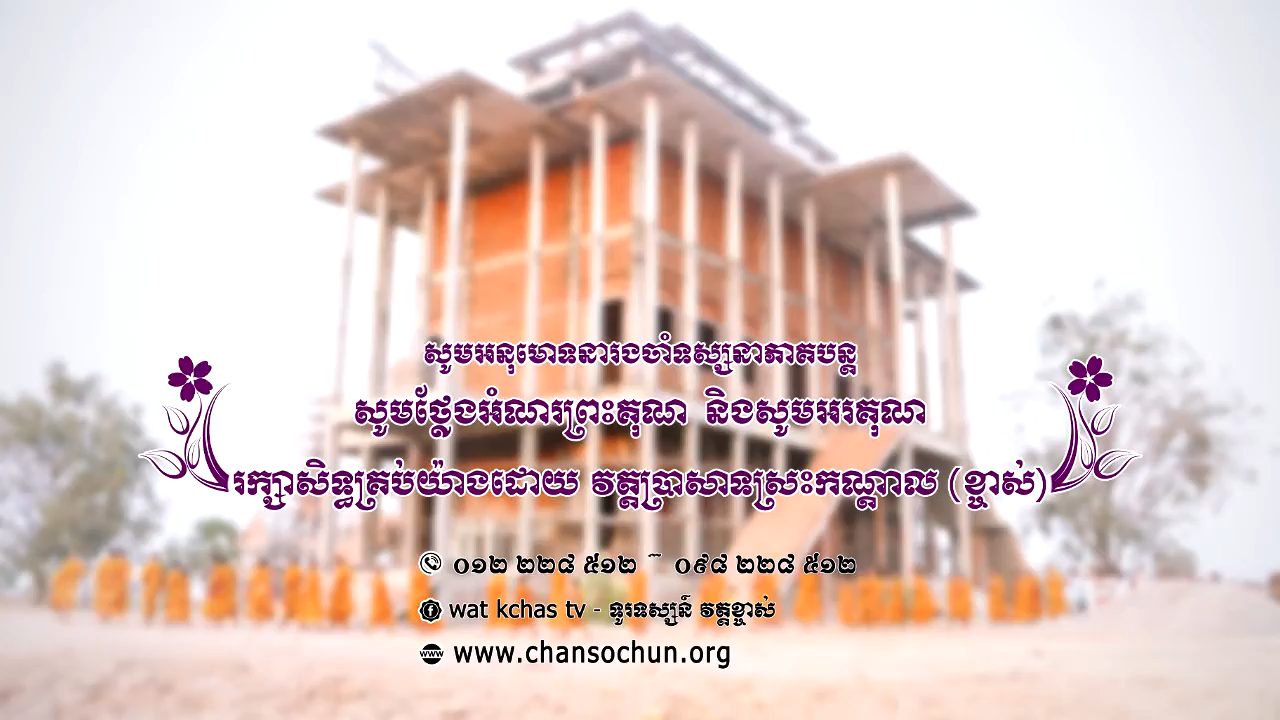 សូមអនុមោទនារងចាំទស្សនាភាគបន្ត
សូមថ្លែងអំណរព្រះគុណ និងសូមអរគុណ
រក្សាសិទ្ធគ្រប់យ៉ាងដោយ វត្តប្រាសាទស្រះកណ្ដាល (ខ្ចាស់)
០១២ ២២៨ ៥១២ ~ ០៩៨ ២២៨ ៥១២
wat kchas tv - ទូរទស្សន៍ វត្តខ្ចាស់
www.chansochun.org